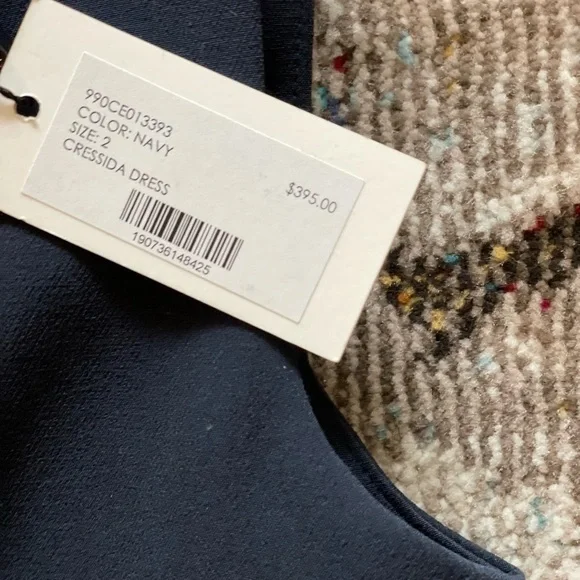 990CE013393
COLOR: NAVY
SIZE: 2
CRESSIDA DRESS
$395.00
190736148425